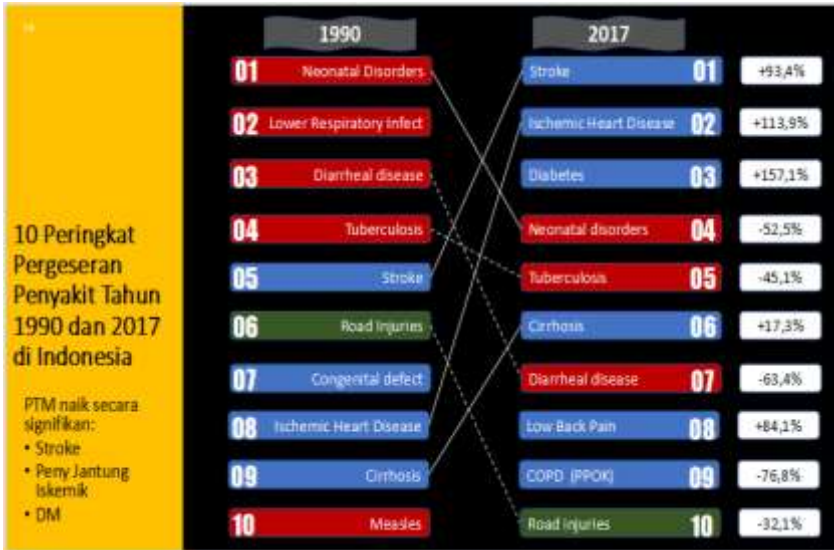 10 Peringkat
Pergeseran
Penyakit Tahun
1990 dan 2017
di Indonesia
PTM naik secara
signifikan:
• Stroke
• Peny Jantung
Iskemik
• DM
1990
01 Neonatal Disorders
02 Lower Respiratory Infect
03 Diarrheal disease
04 Tuberculosis
05 Stroke
06 Road Injuries
07 Congenital defect
08 Ischemic Heart Disease
09 Cirrhosis
10 Measles
2017
Stroke 01 +93,4%
Ischemic Heart Disease 02 +113,9%
Diabetes 03 +157,1%
Neonatal disorders 04 -52,5%
Tuberculosis 05 -45,1%
Cirrhosis 06 +17,3%
Diarrheal disease 07 -63,4%
Low Back Pain 08 +84,1%
COPD (PPOK) 09 -76,8%
Road injuries 10 -32,1%